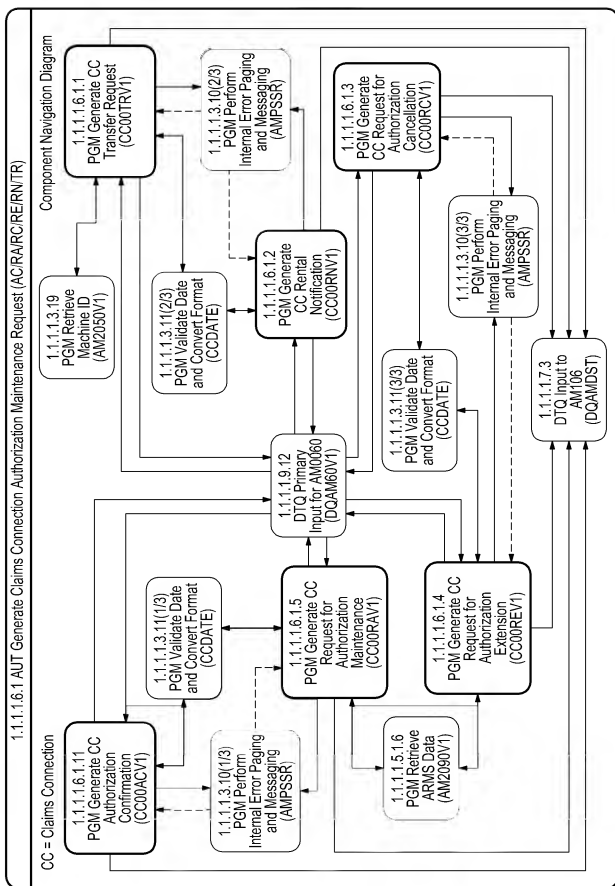 1.1.1.1.6.1 AUT Generate Claims Connection Authorization Maintenance Request (AC/RA/RC/RE/RN/TR)
CC = Claims Connection
Component Navigation Diagram
1.1.1.1.6.1.11
PGM Generate CC
Authorization
Confirmation
(CC00ACV1)
1.1.1.1.3.19
PGM Retrieve
Machine ID
(AM2050V1)
1.1.1.1.6.1.1
PGM Generate CC
Transfer Request
(CC00TRV1)
1.1.1.1.3.11(1/3)
PGM Validate Date
and Convert Format
(CCDATE)
1.1.1.1.3.11(2/3)
PGM Validate Date
and Convert Format
(CCDATE)
1.1.1.1.3.10(1/3)
PGM Perform
Internal Error Paging
and Messaging
(AMPSSR)
1.1.1.1.3.10(2/3)
PGM Perform
Internal Error Paging
and Messaging
(AMPSSR)
1.1.1.1.6.1.5
PGM Generate CC
Request for
Authorization
Maintenance
(CC00RAV1)
1.1.1.1.9.12
DTQ Primary
Input for AM0060
(DQAM60V1)
1.1.1.1.6.1.2
PGM Generate
CC Rental
Notification
(CC00RNV1)
1.1.1.1.5.1.6
PGM Retrieve
ARMS Data
(AM2090V1)
1.1.1.1.3.11(3/3)
PGM Validate Date
and Convert Format
(CCDATE)
1.1.1.1.6.1.3
PGM Generate
CC Request for
Authorization
Cancellation
(CC00RCV1)
1.1.1.1.6.1.4
PGM Generate CC
Request for
Authorization
Extension
(CC00REV1)
1.1.1.1.3.10(3/3)
PGM Perform
Internal Error Paging
and Messaging
(AMPSSR)
1.1.1.1.7.3
DTQ Input to
AM106
(DQAMDST)